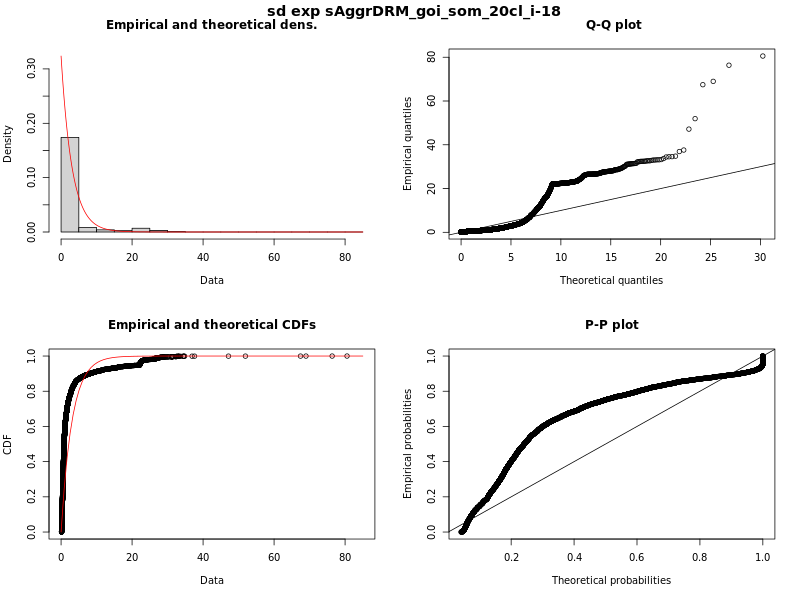 sd exp sAggrDRM_goi_som_20cl_i-18
Empirical and theoretical dens.
Density
0.00 0.10 0.20 0.30
0 20 40 60 80
Data
Q-Q plot
Empirical quantiles
0 20 40 60 80
0 5 10 15 20 25 30
Theoretical quantiles
Empirical and theoretical CDFs
CDF
0.0 0.2 0.4 0.6 0.8 1.0
0 20 40 60 80
Data
P-P plot
Empirical probabilities
0.0 0.2 0.4 0.6 0.8 1.0
0.2 0.4 0.6 0.8 1.0
Theoretical probabilities